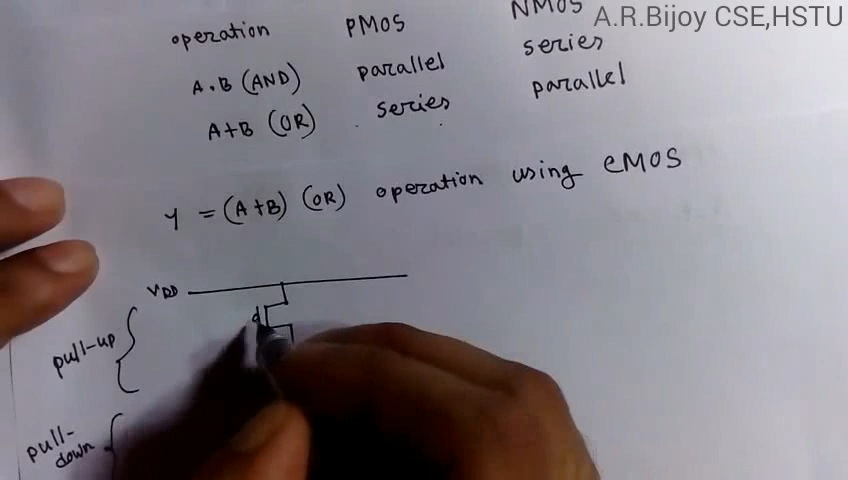 A.R.Bijoy CSE,HSTU
operation PMOS NMOS
A.B (AND) parallel series
A+B (OR) series parallel
Y = (A+B) (OR) operation using CMOS
VDD
pull-up
pull-
down